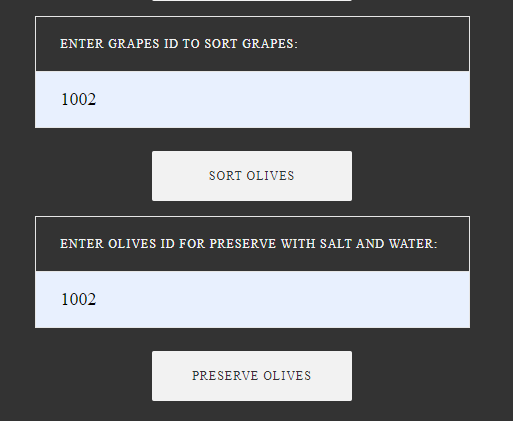 ENTER GRAPES ID TO SORT GRAPES:
1002
SORT OLIVES
ENTER OLIVES ID FOR PRESERVE WITH SALT AND WATER:
1002
PRESERVE OLIVES